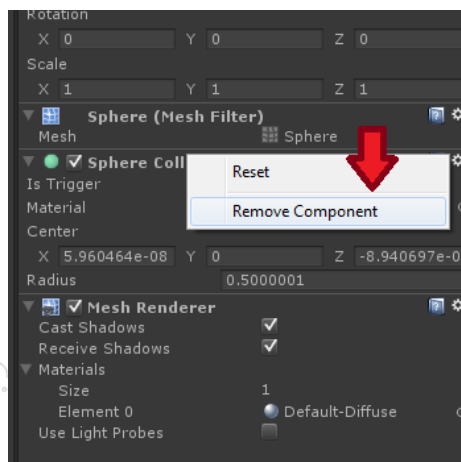 Rotation
X 0 Y 0 Z 0
Scale
X 1 Y 1 Z 1
Sphere (Mesh Filter)
Mesh Sphere
Sphere Coll
Reset
Is Trigger
Material
Remove Component
Center
X 5.960464e-08 Y 0 Z -8.940697e-0
Radius 0.5000001
Mesh Renderer
Cast Shadows
Receive Shadows
Materials
Size 1
Element 0 Default-Diffuse
Use Light Probes